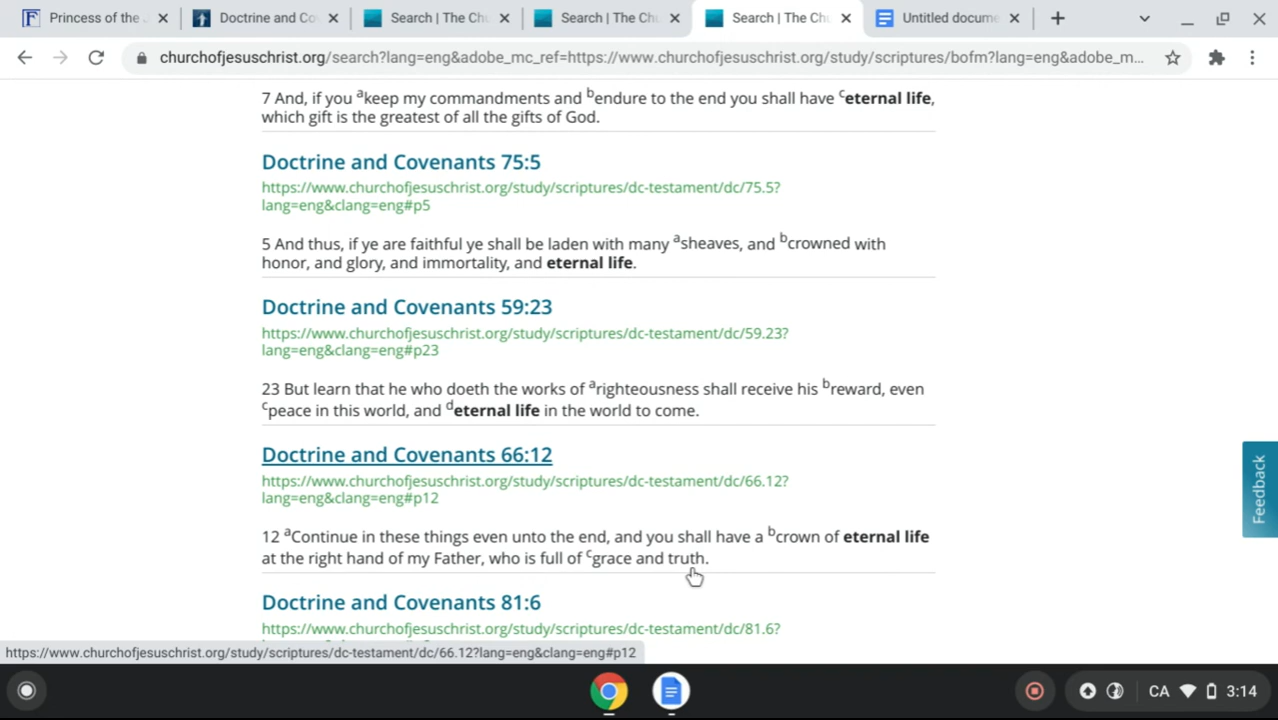 Princess of the
Doctrine and Co
Search | The Chu
Search | The Chu
Search | The Chu
Untitled docume
churchofjesuschrist.org/search?lang=eng&adobe_mc_ref=https://www.churchofjesuschrist.org/study/scriptures/bofm?lang=eng&adobe_m...
7 And, if you akeep my commandments and bendure to the end you shall have ceternal life,
which gift is the greatest of all the gifts of God.
Doctrine and Covenants 75:5
https://www.churchofjesuschrist.org/study/scriptures/dc-testament/dc/75.5?
lang=eng&clang=eng#p5
5 And thus, if ye are faithful ye shall be laden with many asheaves, and bcrowned with
honor, and glory, and immortality, and eternal life.
Doctrine and Covenants 59:23
https://www.churchofjesuschrist.org/study/scriptures/dc-testament/dc/59.23?
lang=eng&clang=eng#p23
23 But learn that he who doeth the works of arighteousness shall receive his breward, even
cpeace in this world, and deternal life in the world to come.
Doctrine and Covenants 66:12
https://www.churchofjesuschrist.org/study/scriptures/dc-testament/dc/66.12?
lang=eng&clang=eng#p12
12 aContinue in these things even unto the end, and you shall have a bcrown of eternal life
at the right hand of my Father, who is full of cgrace and truth.
Doctrine and Covenants 81:6
https://www.churchofjesuschrist.org/study/scriptures/dc-testament/dc/81.6?
Feedback
https://www.churchofjesuschrist.org/study/scriptures/dc-testament/dc/66.12?lang=eng&clang=eng#p12
CA 3:14